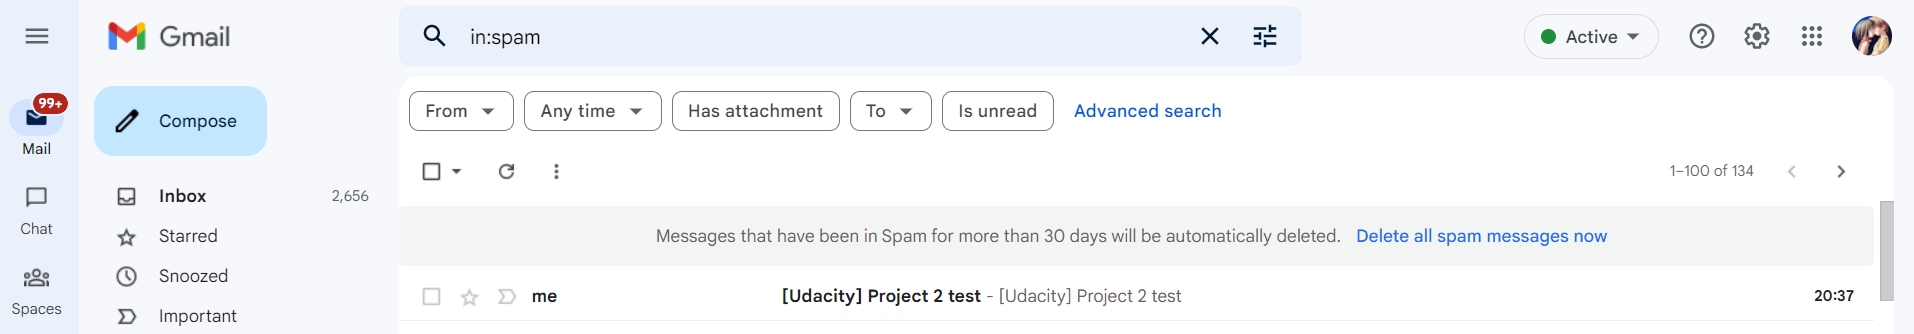 Gmail
in:spam
Active
99+
Mail
Compose
From
Any time
Has attachment
To
Is unread
Advanced search
1–100 of 134
Inbox 2,656
Chat
Starred
Messages that have been in Spam for more than 30 days will be automatically deleted. Delete all spam messages now
Snoozed
Spaces
Important
me [Udacity] Project 2 test - [Udacity] Project 2 test 20:37